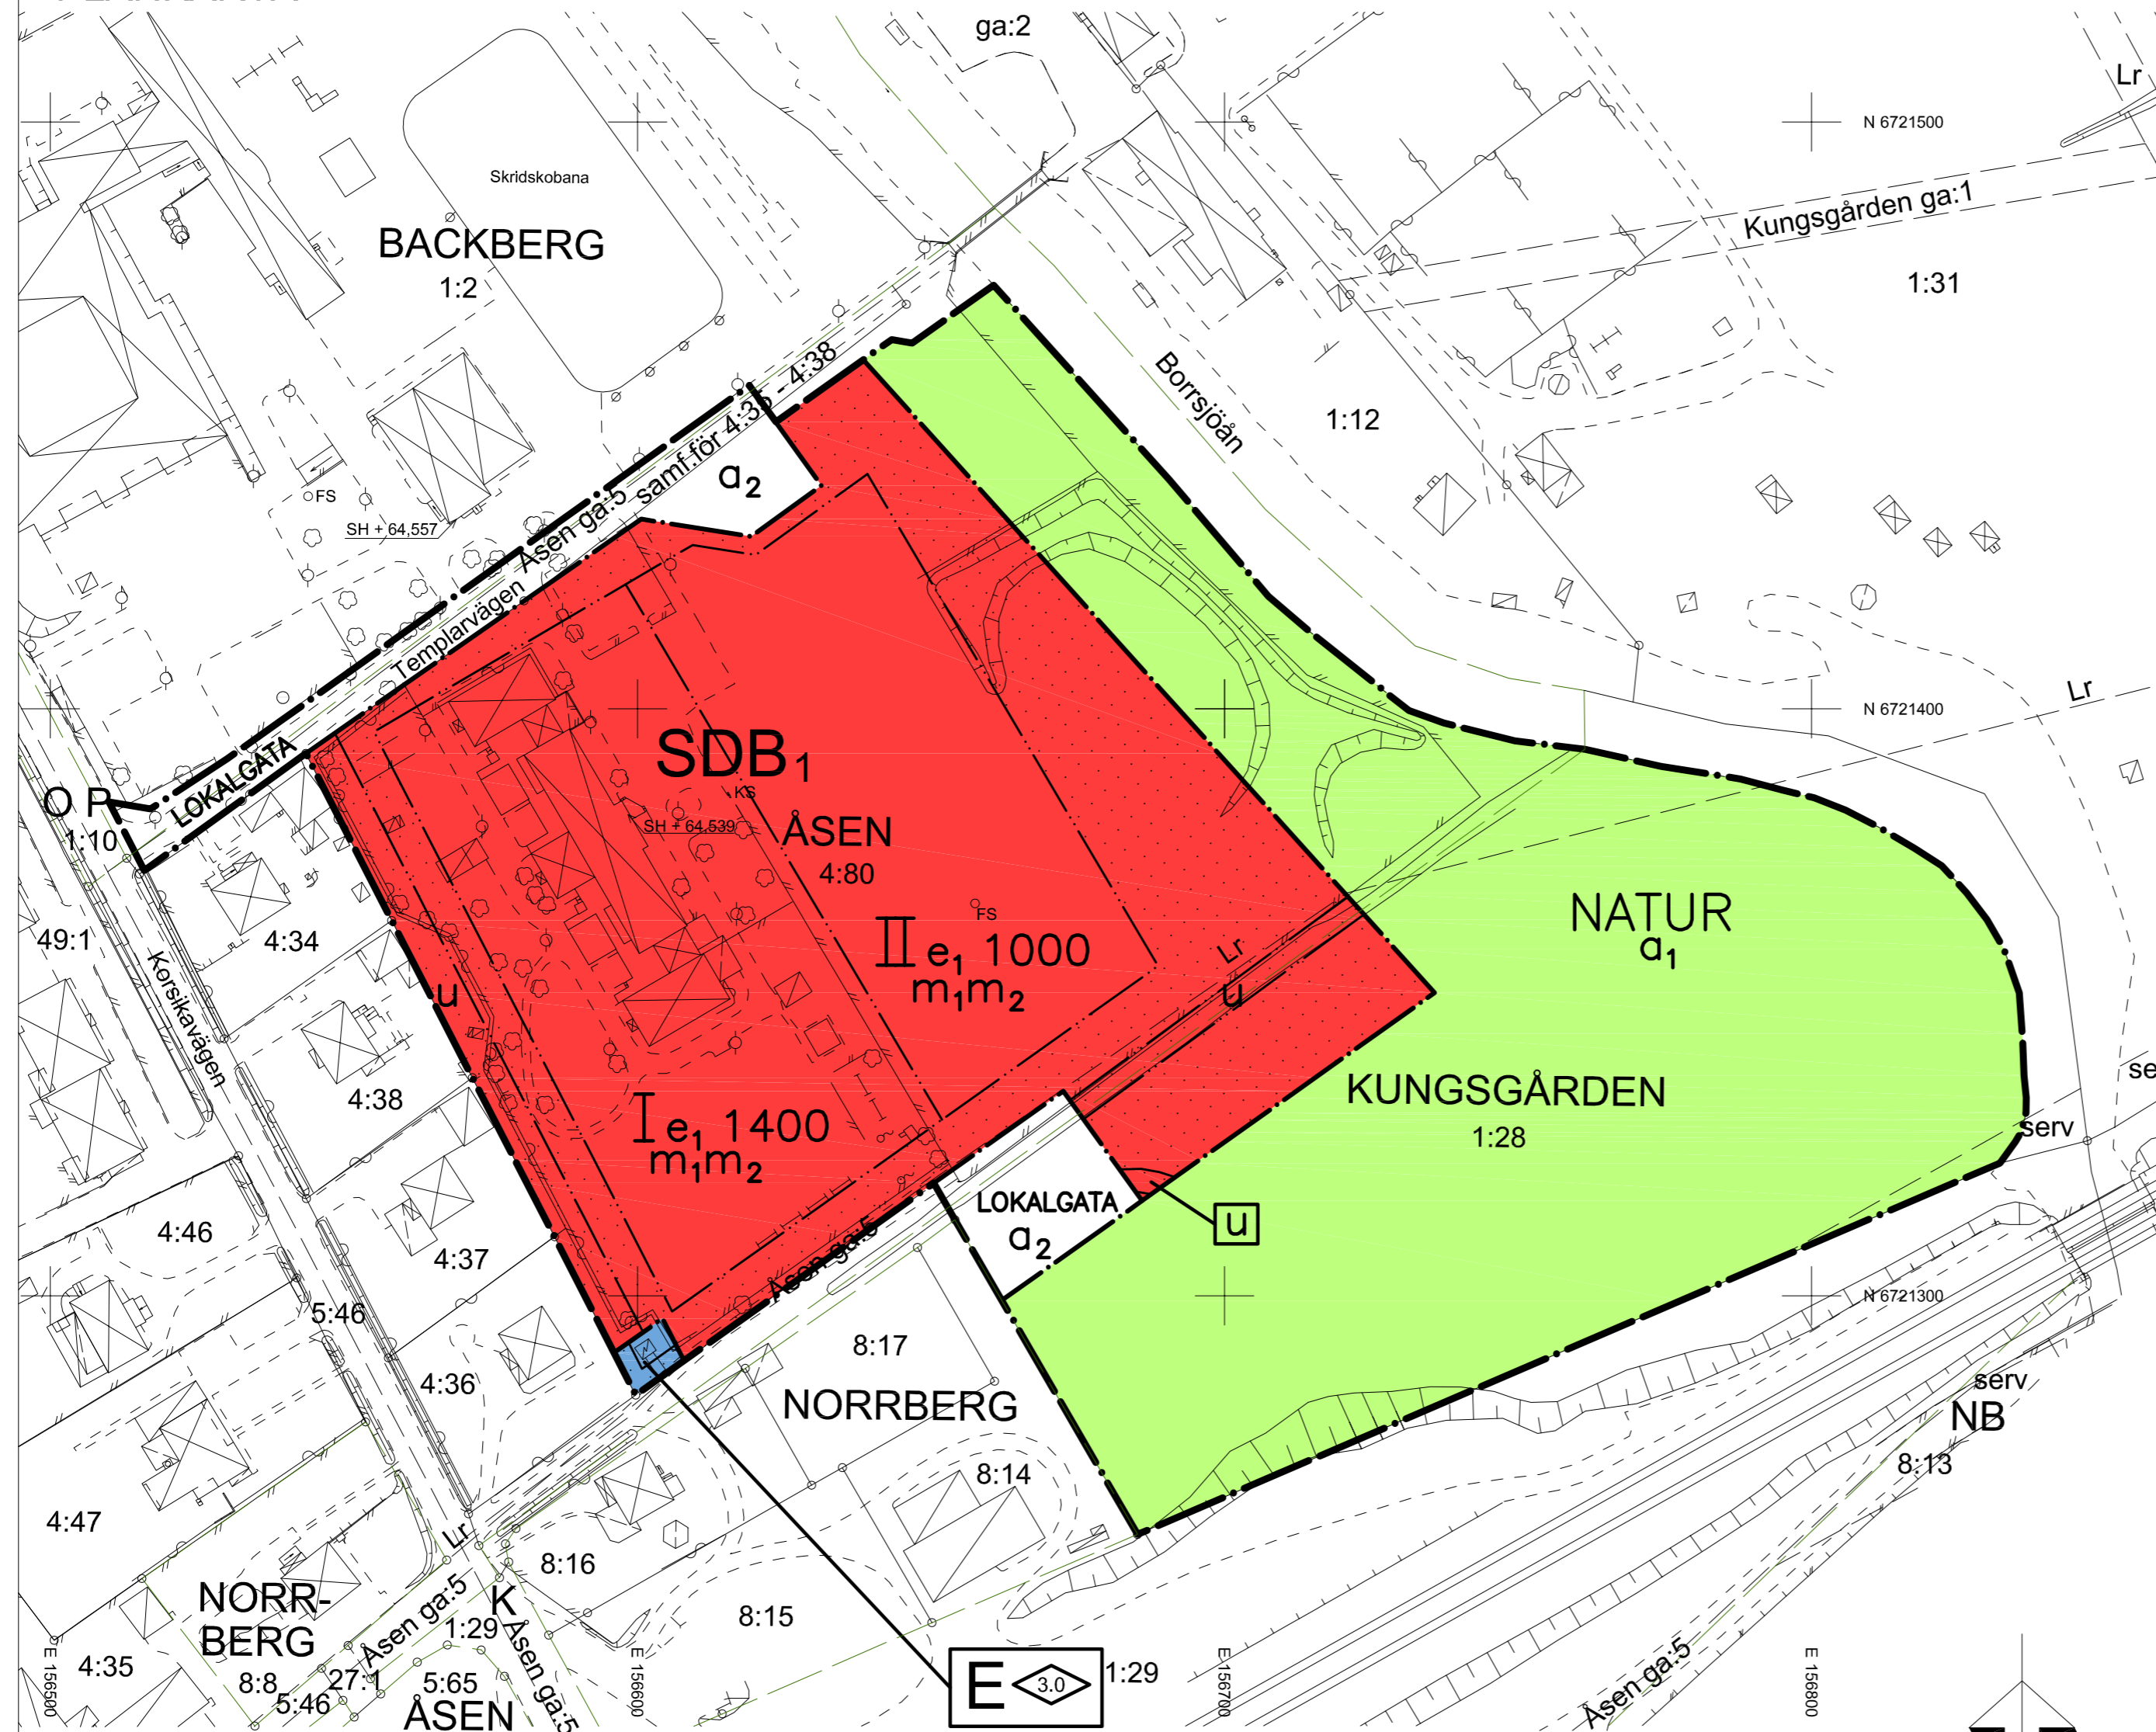 ga:2
Lr
N 6721500
Skridskobana
Kungsgården ga:1
BACKBERG
1:2
1:31
Borrsjöån
1:12
samf.för 4:35 - 4:38
a2
FS
SH + 64,557
Åsen ga:5
Templarvägen
Lr
N 6721400
LOKALGATA
SDB1
KS
SH + 64,539
ÅSEN
4:80
O P
1:10
FS
NATUR
a1
49:1
4:34
II e1 1000
m1m2
Lr
u
u
Korsikavägen
4:38
KUNGSGÅRDEN
1:28
se
serv
I e1 1400
m1m2
LOKALGATA
a2
u
4:46
4:37
Åsen ga:5
N 6721300
5:46
8:17
4:36
NORRBERG
serv
NB
8:13
8:14
4:47
Lr
8:16
K
NORR-
BERG
Åsen ga:5
1:29
8:15
Åsen ga:5
4:35
8:8
27:1
5:46
5:65
ÅSEN
E 3.0
1:29
Åsen ga:5
E 156500
E 156600
E 156700
E 156800